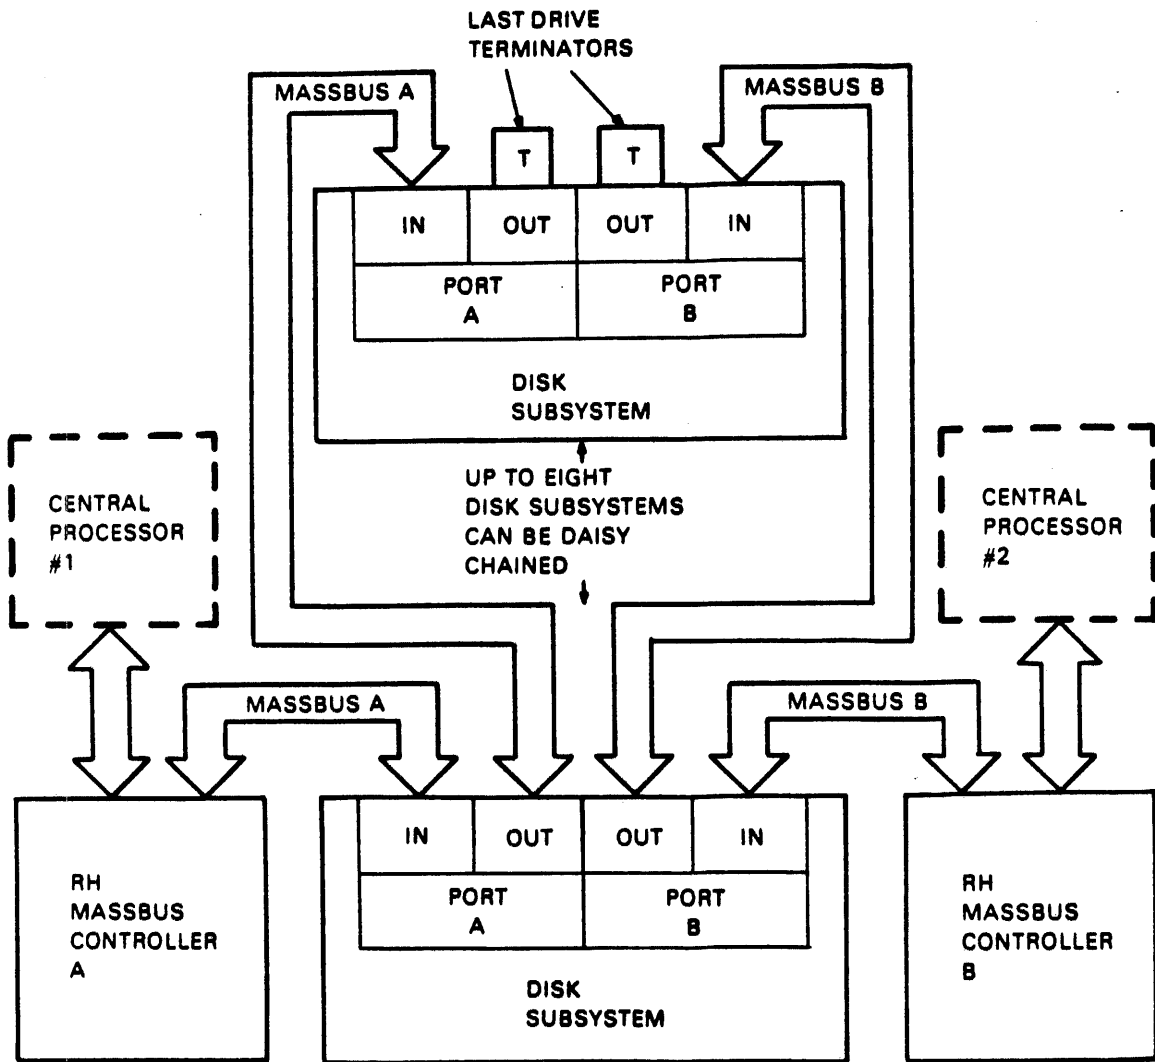 LAST DRIVE
TERMINATORS
MASSBUS A
MASSBUS B
T
T
IN
OUT
OUT
IN
PORT
A
PORT
B
DISK
SUBSYSTEM
UP TO EIGHT
DISK SUBSYSTEMS
CAN BE DAISY
CHAINED
CENTRAL
PROCESSOR
#1
CENTRAL
PROCESSOR
#2
MASSBUS A
MASSBUS B
IN
OUT
OUT
IN
PORT
A
PORT
B
DISK
SUBSYSTEM
RH
MASSBUS
CONTROLLER
A
RH
MASSBUS
CONTROLLER
B